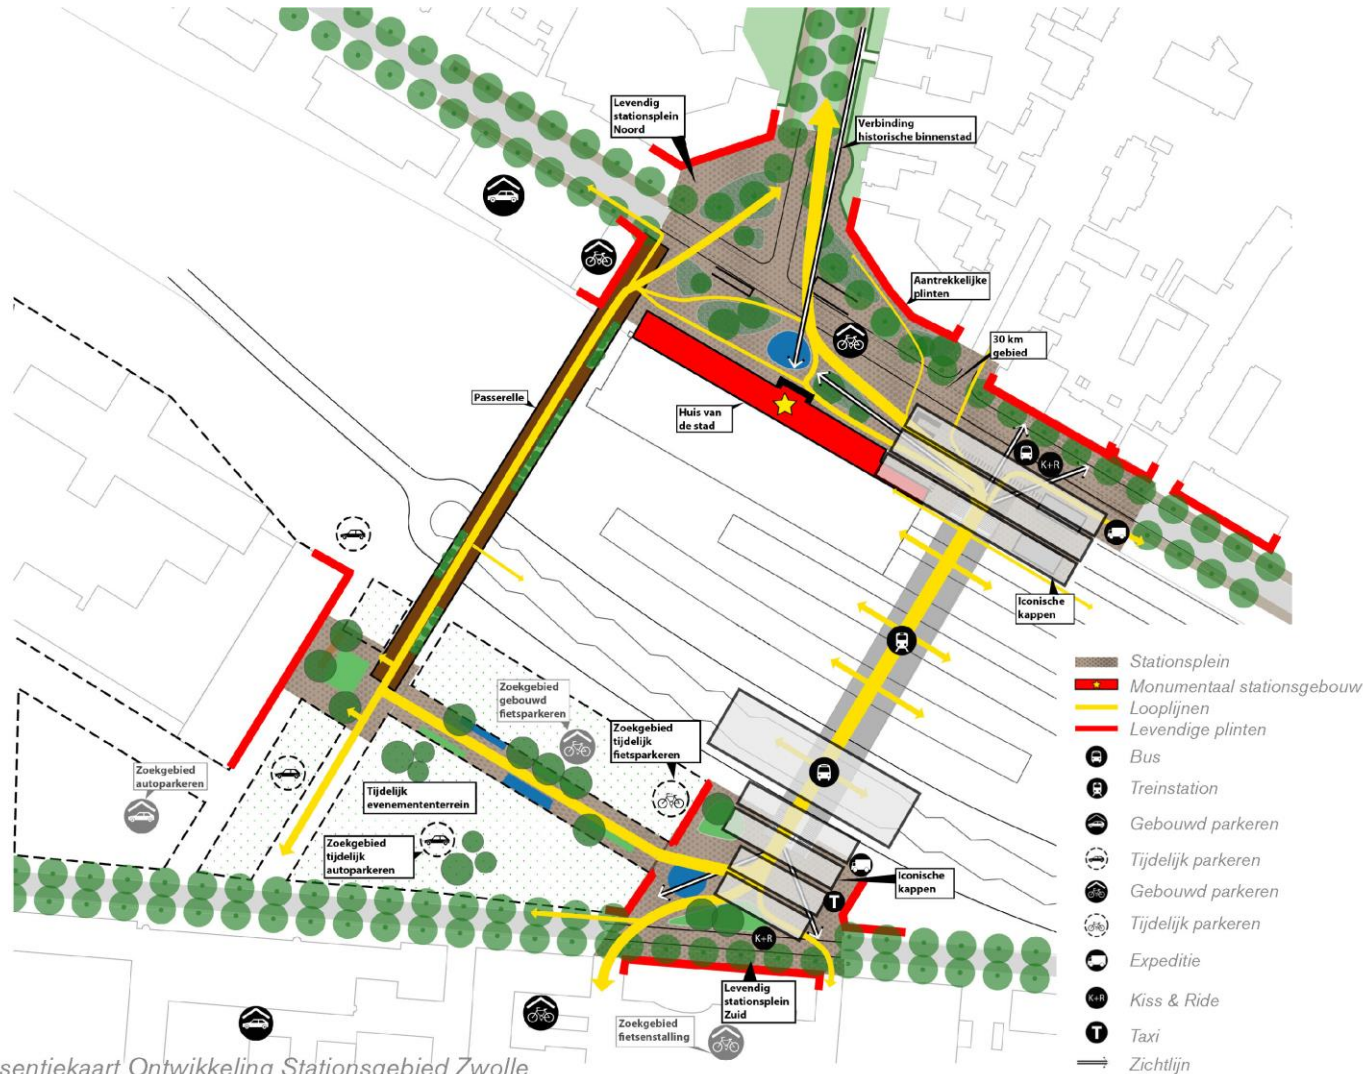 Levendig
stationsplein
Noord
Verbinding
historische binnenstad
Aantrekkelijke
plinten
30 km
gebied
Passerelle
Huis van
de stad
K+R
Iconische
kappen
Stationsplein
Monumentaal stationsgebouw
Looplijnen
Levendige plinten
Bus
Treinstation
Gebouwd parkeren
Tijdelijk parkeren
Gebouwd parkeren
Tijdelijk parkeren
Expeditie
K+R
Kiss & Ride
T
Taxi
Zichtlijn
Zoekgebied
gebouwd
fietsparkeren
Zoekgebied
tijdelijk
fietsparkeren
Zoekgebied
autoparkeren
Tijdelijk
evenemententerrein
Zoekgebied
tijdelijk
autoparkeren
Iconische
kappen
T
K+R
Levendig
stationsplein
Zuid
Zoekgebied
fietsenstalling
sentiekaart Ontwikkeling Stationsgebied Zwolle